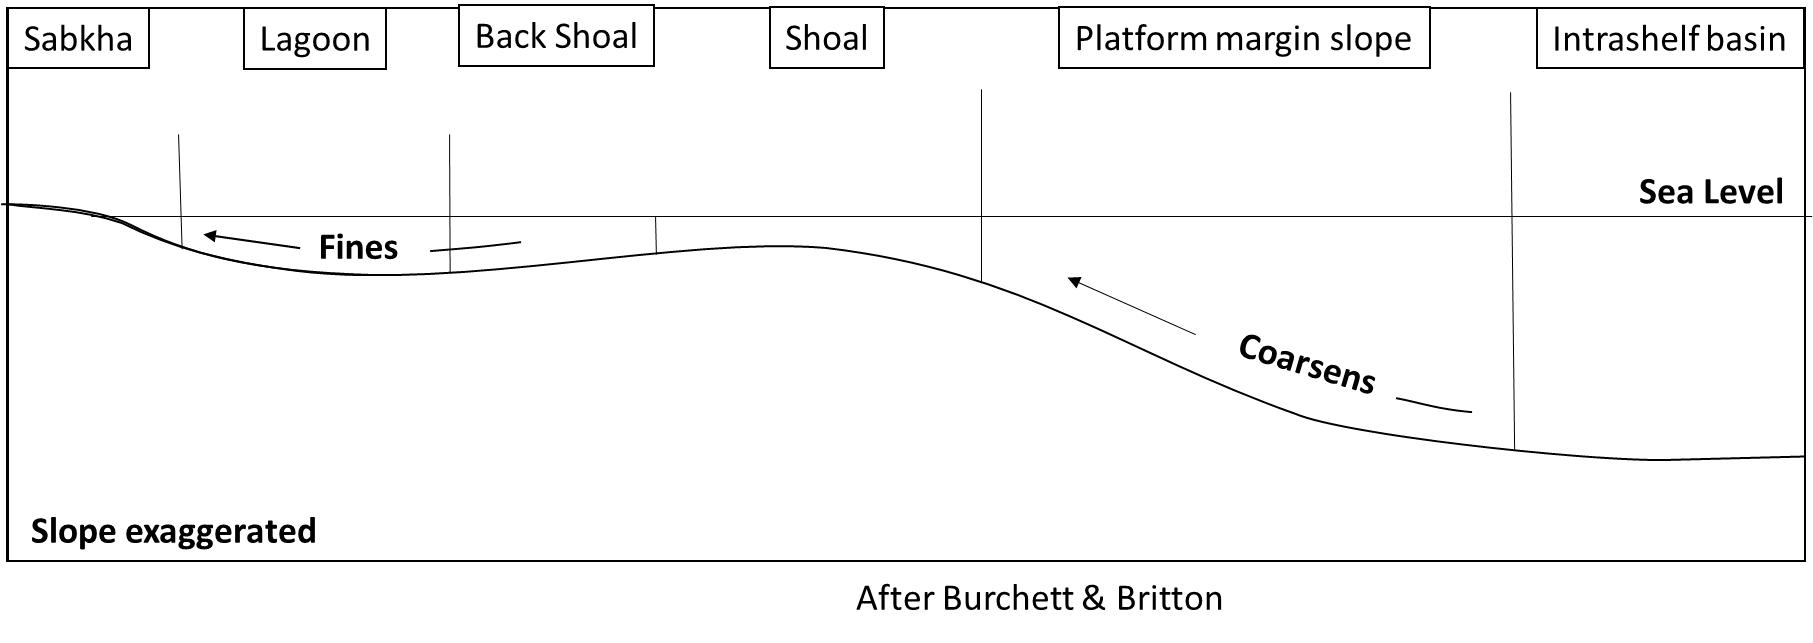 Sabkha
Lagoon
Back Shoal
Shoal
Platform margin slope
Intrashelf basin
Sea Level
Fines
Coarsens
Slope exaggerated
After Burchett & Britton